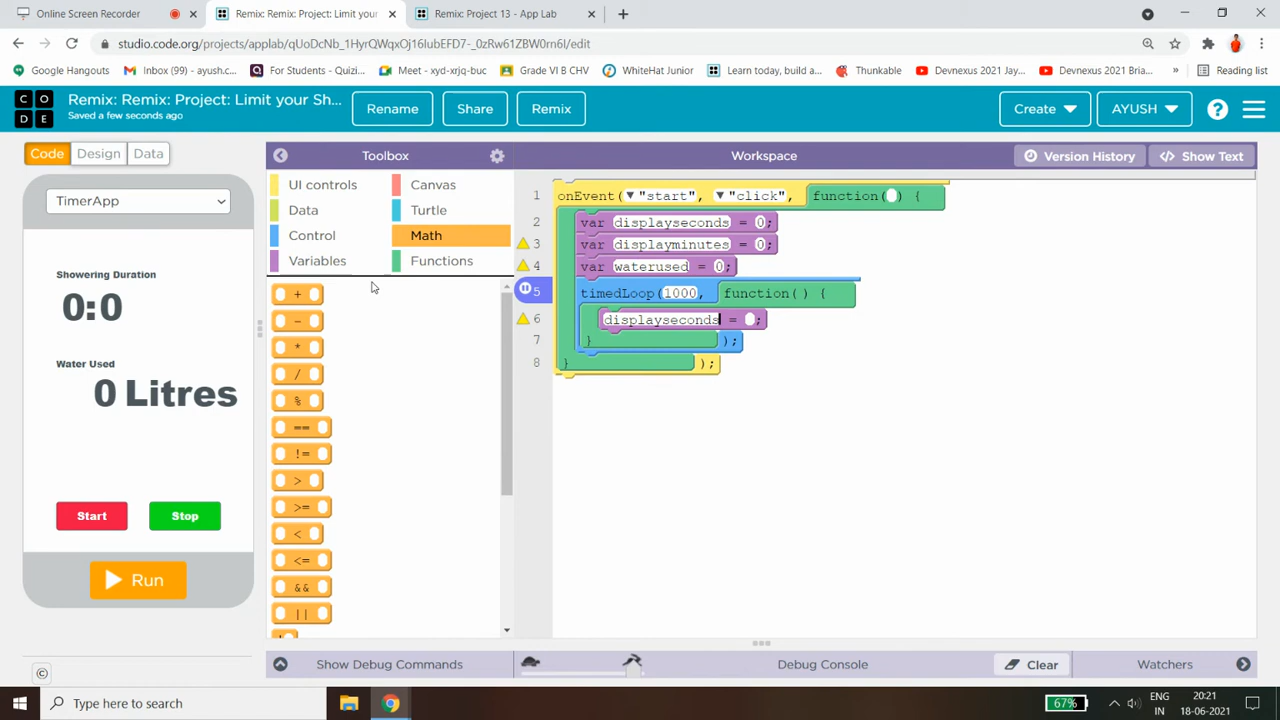 Online Screen Recorder
Remix: Remix: Project: Limit your
Remix: Project 13 - App Lab
studio.code.org/projects/applab/qUoDcNb_1HyrQWqxOj16IubEFD7-_0zRw61ZBW0rn6I/edit
Google Hangouts
Inbox (99) - ayush.c...
For Students - Quizi...
Meet - xyd-xrjq-buc
Grade VI B CHV
WhiteHat Junior
Learn today, build a...
Thunkable
Devnexus 2021 Jay...
Devnexus 2021 Bria...
»
Reading list
CODE
Remix: Remix: Project: Limit your Sh...
Saved a few seconds ago
Rename
Share
Remix
Create
AYUSH
?
Code
Design
Data
Toolbox
Workspace
Version History
</> Show Text
TimerApp
Showering Duration
0:0
Water Used
0 Litres
Start
Stop
Run
UI controls
Canvas
Data
Turtle
Control
Math
Variables
Functions
+
-
*
/
%
==
!=
>
>=
<
<=
&&
||
1 onEvent( "start", "click", function( ) {
2 var displayseconds = 0;
3 var displayminutes = 0;
4 var waterused = 0;
5 timedLoop(1000, function( ) {
6 displayseconds = ;
7 } );
8 } );
Show Debug Commands
Debug Console
Clear
Watchers
©
Type here to search
67%
ENG
IN
20:21
18-06-2021